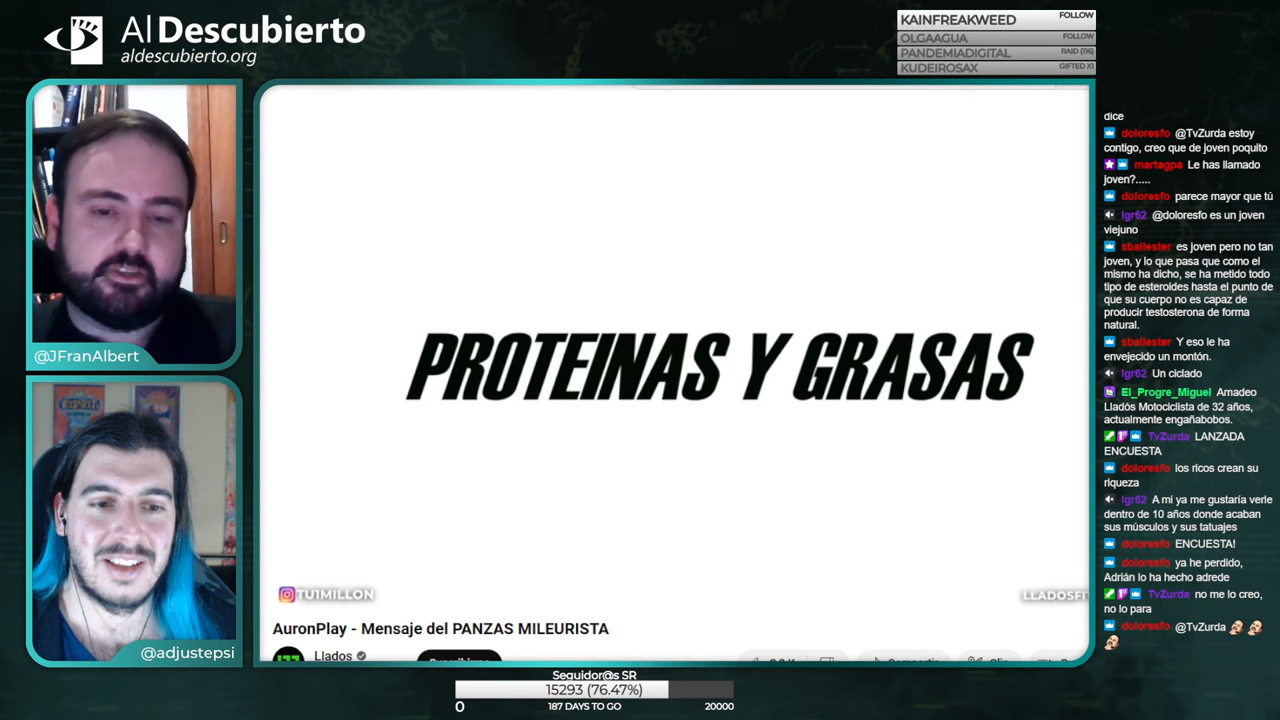 Al Descubierto
aldescubierto.org
KAINFREAKWEED FOLLOW
OLGAAGUA FOLLOW
PANDEMIADIGITAL RAID (116)
KUDEIROSAX GIFTED X1
@JFranAlbert
@adjustepsi
PROTEINAS Y GRASAS
TU1MILLON
LLADOSFI
AuronPlay - Mensaje del PANZAS MILEURISTA
Llados
dice
doloresfo @TvZurda estoy
contigo, creo que de joven poquito
martagpa Le has llamado
joven?.....
doloresfo parece mayor que tú
lgr62 @doloresfo es un joven
viejuno
sballester es joven pero no tan
joven, y lo que pasa que como el
mismo ha dicho, se ha metido todo
tipo de esteroides hasta el punto de
que su cuerpo no es capaz de
producir testosterona de forma
natural.
sballester Y eso le ha
envejecido un montón.
lgr62 Un ciclado
El_Progre_Miguel Amadeo
Lladós Motociclista de 32 años,
actualmente engañabobos.
TvZurda LANZADA
ENCUESTA
doloresfo los ricos crean su
riqueza
lgr62 A mi ya me gustaría verle
dentro de 10 años donde acaban
sus músculos y sus tatuajes
doloresfo ENCUESTA!
doloresfo ya he perdido,
Adrián lo ha hecho adrede
TvZurda no me lo creo,
no lo para
doloresfo @TvZurda
Seguidor@s SR
15293 (76.47%)
0 187 DAYS TO GO 20000